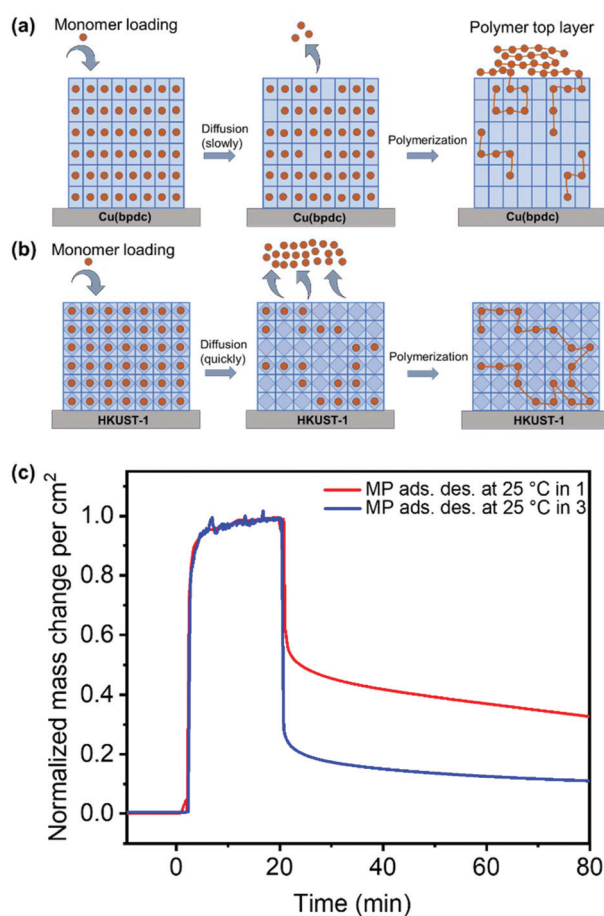 (a)
Monomer loading
Polymer top layer
Diffusion
(slowly)
Polymerization
Cu(bpdc)
Cu(bpdc)
Cu(bpdc)
(b)
Monomer loading
Diffusion
(quickly)
Polymerization
HKUST-1
HKUST-1
HKUST-1
(c)
MP ads. des. at 25 °C in 1
MP ads. des. at 25 °C in 3
Normalized mass change per cm²
1.0
0.8
0.6
0.4
0.2
0.0
0
20
40
60
80
Time (min)